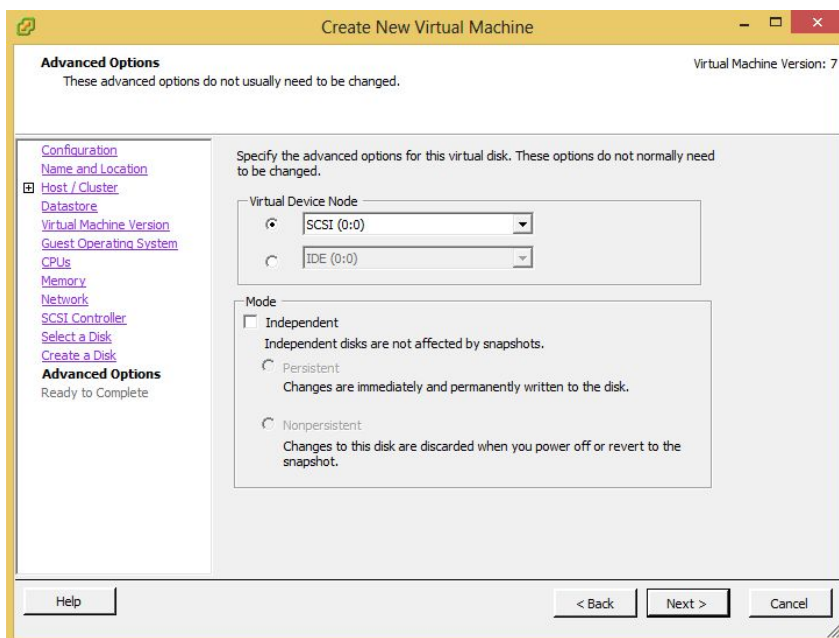 Create New Virtual Machine
Advanced Options
These advanced options do not usually need to be changed.
Virtual Machine Version: 7
Configuration
Name and Location
Host / Cluster
Datastore
Virtual Machine Version
Guest Operating System
CPUs
Memory
Network
SCSI Controller
Select a Disk
Create a Disk
Advanced Options
Ready to Complete
Specify the advanced options for this virtual disk. These options do not normally need
to be changed.
Virtual Device Node
SCSI (0:0)
IDE (0:0)
Mode
Independent
Independent disks are not affected by snapshots.
Persistent
Changes are immediately and permanently written to the disk.
Nonpersistent
Changes to this disk are discarded when you power off or revert to the
snapshot.
Help
< Back
Next >
Cancel